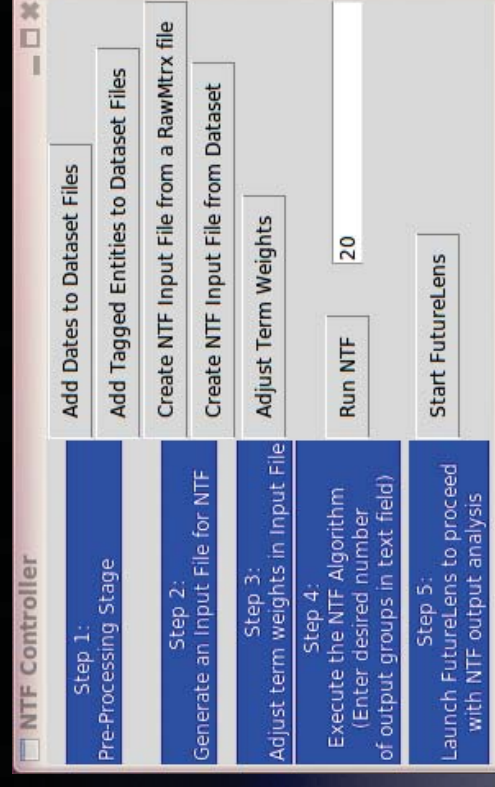 NTF Controller
Step 1:
Pre-Processing Stage
Add Dates to Dataset Files
Add Tagged Entities to Dataset Files
Step 2:
Generate an Input File for NTF
Create NTF Input File from a RawMtrx file
Create NTF Input File from Dataset
Step 3:
Adjust term weights in Input File
Adjust Term Weights
Step 4:
Execute the NTF Algorithm
(Enter desired number
of output groups in text field)
Run NTF
20
Step 5:
Launch FutureLens to proceed
with NTF output analysis
Start FutureLens